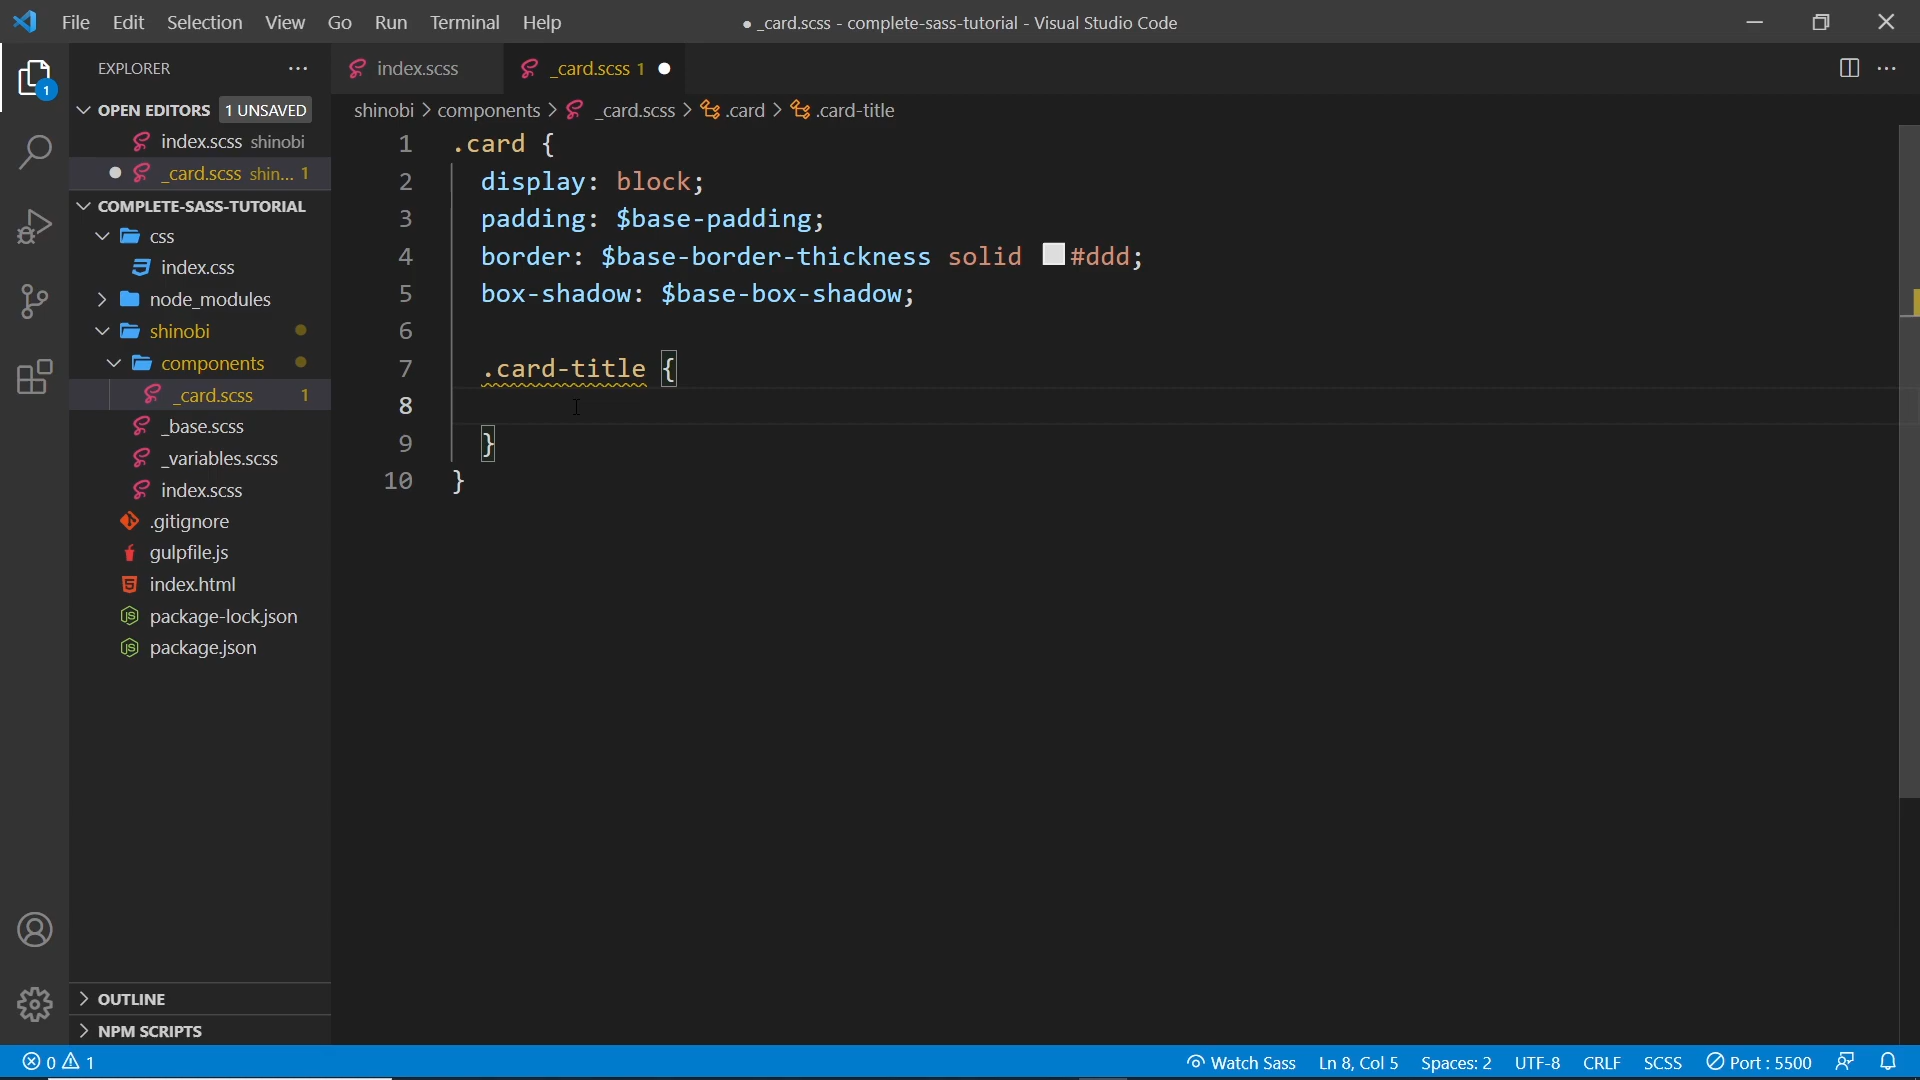 File Edit Selection View Go Run Terminal Help
● _card.scss - complete-sass-tutorial - Visual Studio Code
EXPLORER
OPEN EDITORS 1 UNSAVED
index.scss shinobi
_card.scss shin... 1
COMPLETE-SASS-TUTORIAL
css
index.css
node_modules
shinobi
components
_card.scss 1
_base.scss
_variables.scss
index.scss
.gitignore
gulpfile.js
index.html
package-lock.json
package.json
OUTLINE
NPM SCRIPTS
1
index.scss
_card.scss 1
shinobi > components > _card.scss > .card > .card-title
1 .card {
2 display: block;
3 padding: $base-padding;
4 border: $base-border-thickness solid #ddd;
5 box-shadow: $base-box-shadow;
6
7 .card-title {
8
9 }
10 }
0 1
Watch Sass Ln 8, Col 5 Spaces: 2 UTF-8 CRLF SCSS Port : 5500